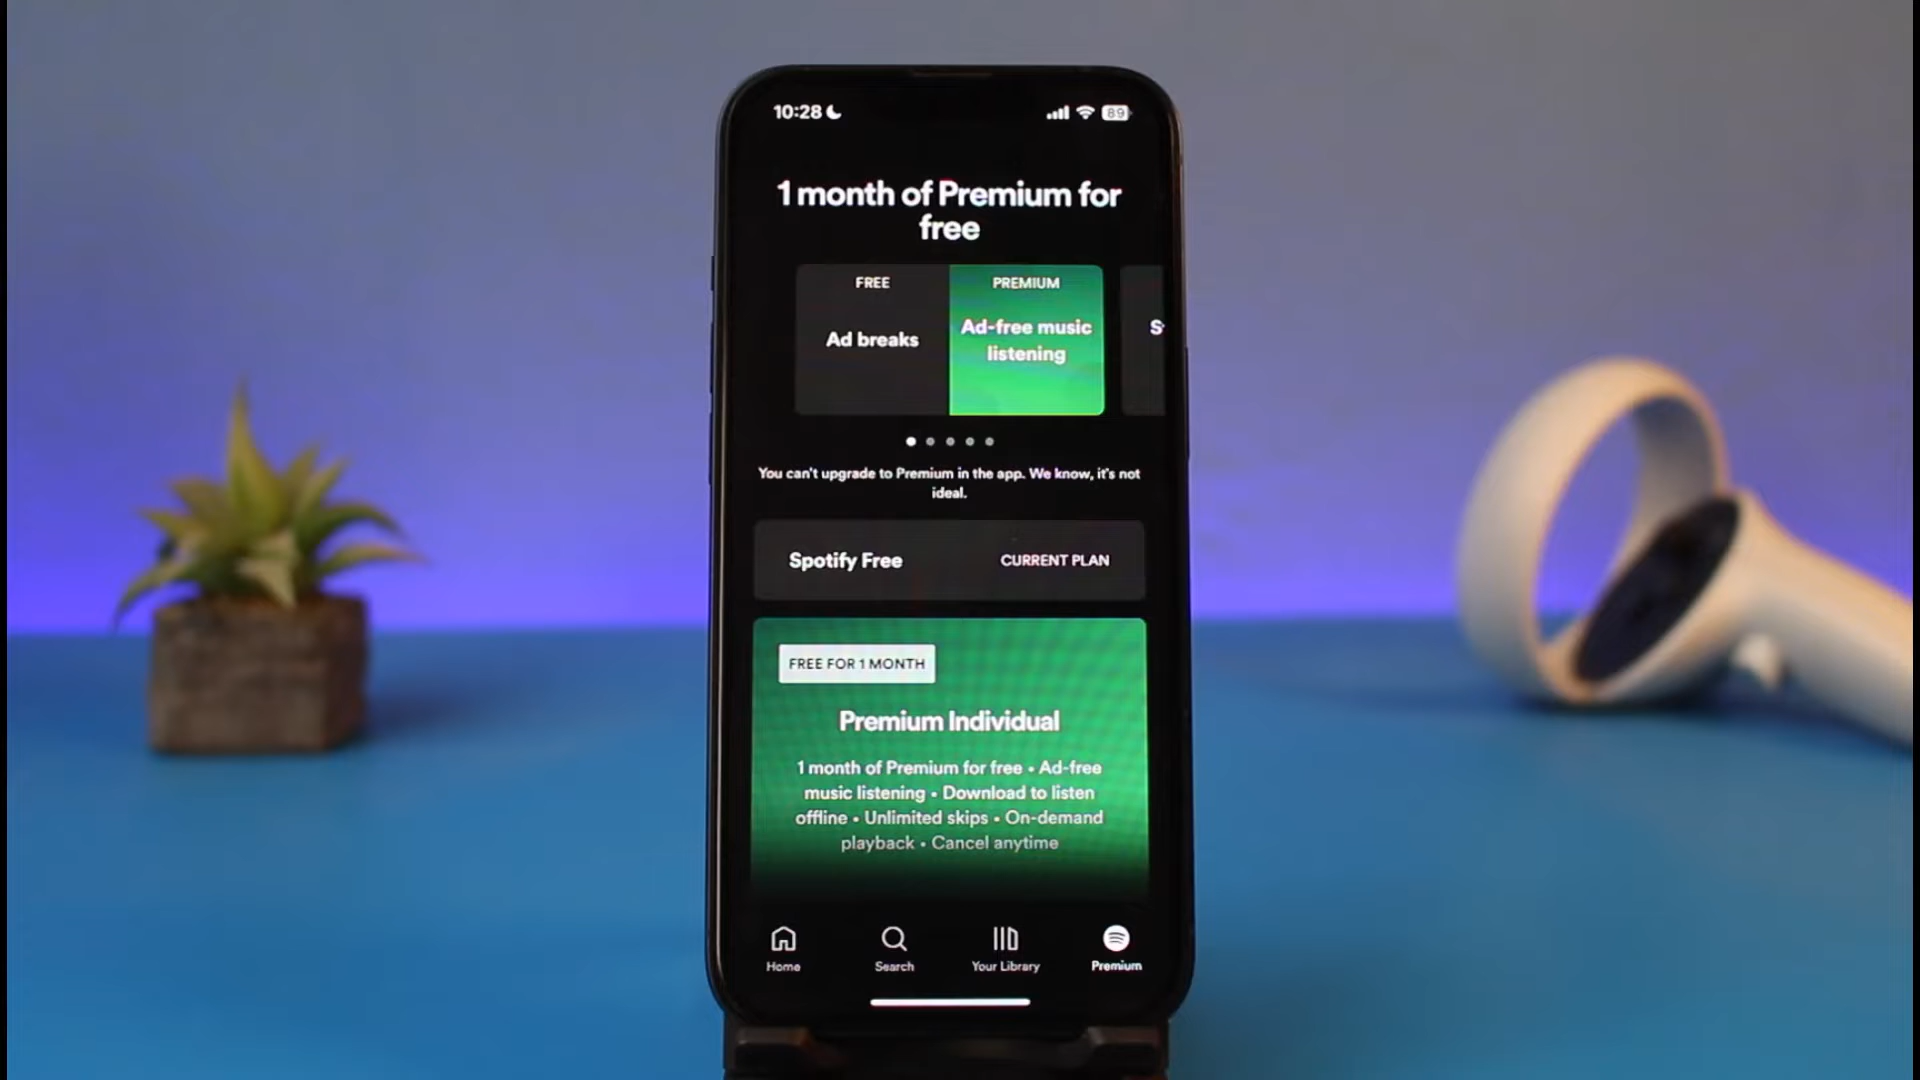 10:28
89
1 month of Premium for
free
FREE
PREMIUM
Ad breaks
Ad-free music
listening
You can't upgrade to Premium in the app. We know, it's not
ideal.
Spotify Free
CURRENT PLAN
FREE FOR 1 MONTH
Premium Individual
1 month of Premium for free • Ad-free
music listening • Download to listen
offline • Unlimited skips • On-demand
playback • Cancel anytime
Home
Search
Your Library
Premium